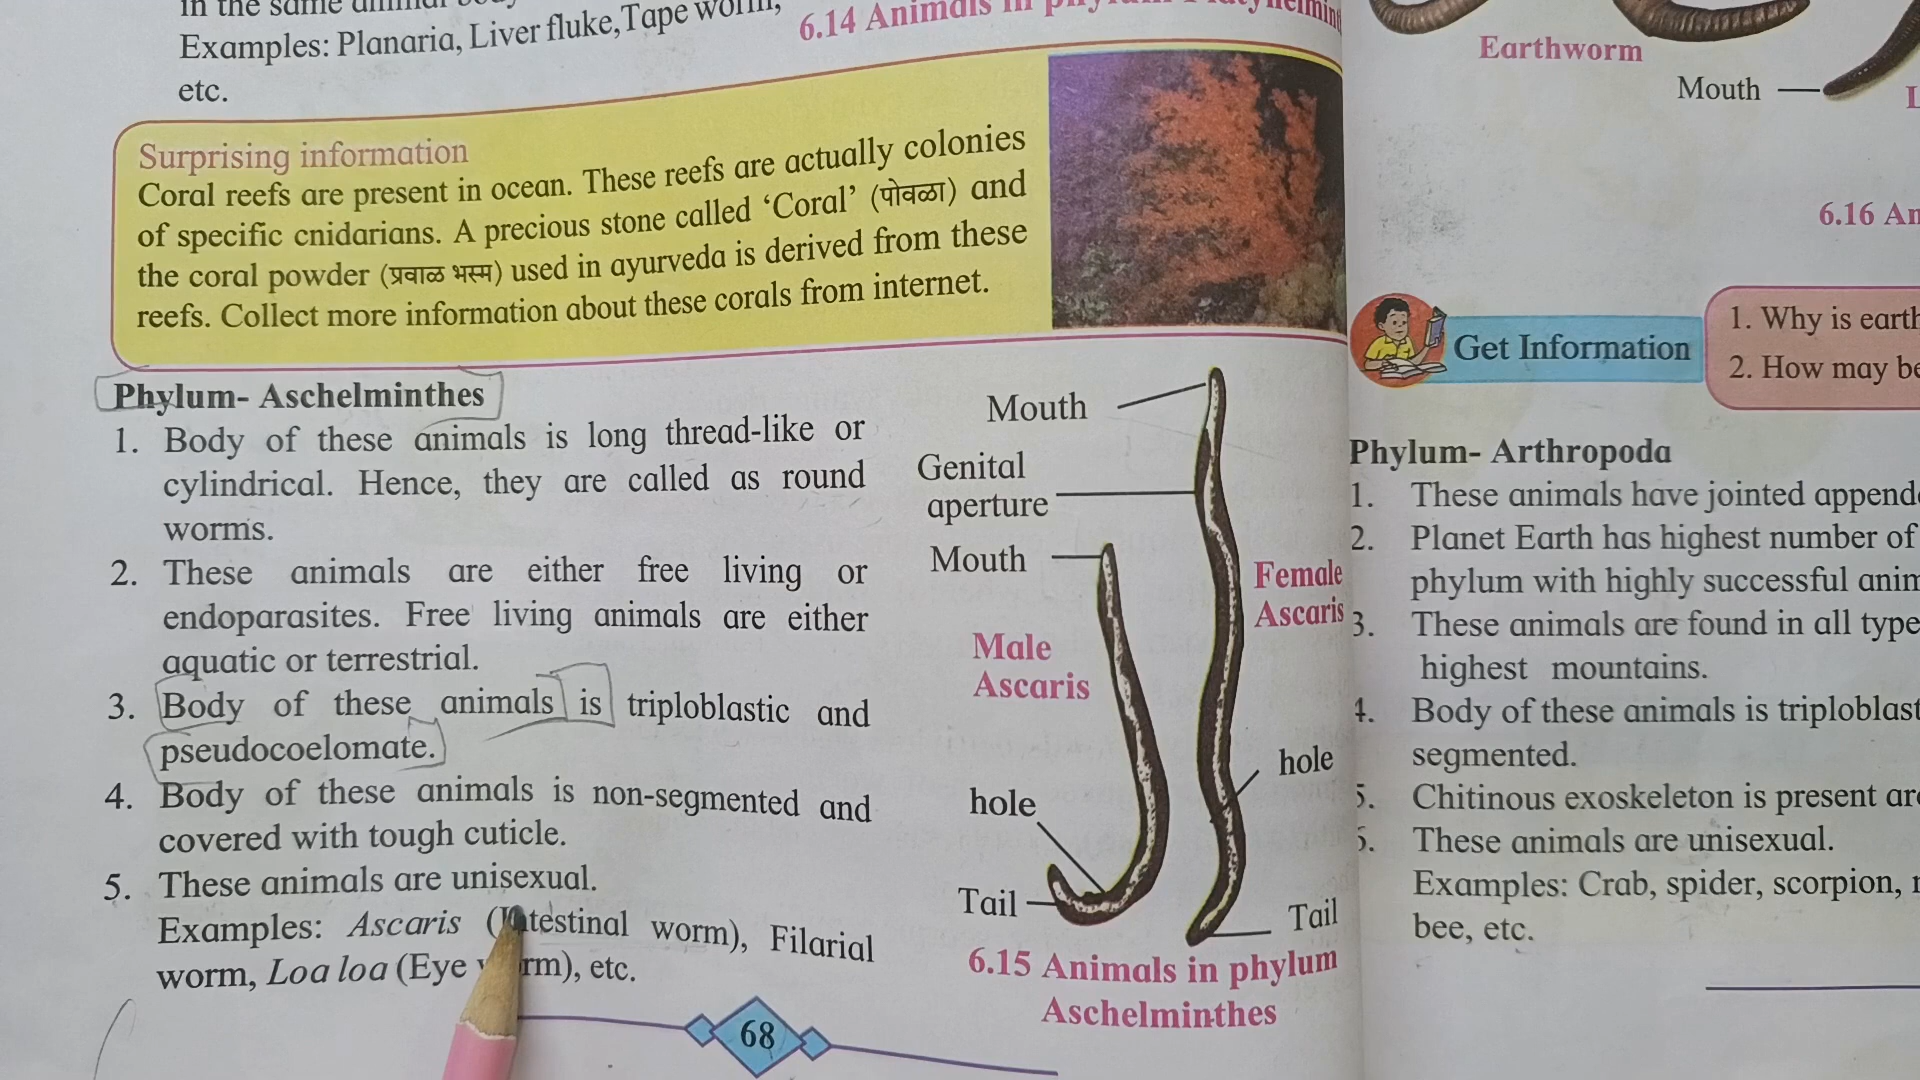 in the same animal
Examples: Planaria, Liver fluke, Tape worm,
etc.
6.14 Animals in phylum
Surprising information
Coral reefs are present in ocean. These reefs are actually colonies
of specific cnidarians. A precious stone called ‘Coral’ (पोवळा) and
the coral powder (प्रवाळ भस्म) used in ayurveda is derived from these
reefs. Collect more information about these corals from internet.
Phylum- Aschelminthes
1. Body of these animals is long thread-like or
cylindrical. Hence, they are called as round
worms.
2. These animals are either free living or
endoparasites. Free living animals are either
aquatic or terrestrial.
3. Body of these animals is triploblastic and
pseudocoelomate.
4. Body of these animals is non-segmented and
covered with tough cuticle.
5. These animals are unisexual.
Examples: Ascaris (Intestinal worm), Filarial
worm, Loa loa (Eye worm), etc.
Mouth
Genital
aperture
Mouth
Female
Ascaris
Male
Ascaris
hole
hole
Tail
Tail
6.15 Animals in phylum
Aschelminthes
68
Earthworm
Mouth
6.16
Get Information
1. Why is
2. How may
Phylum- Arthropoda
1. These animals have jointed
2. Planet Earth has highest number of
phylum with highly successful
3. These animals are found in all
highest mountains.
4. Body of these animals is
segmented.
5. Chitinous exoskeleton is present
These animals are unisexual.
Examples: Crab, spider, scorpion,
bee, etc.